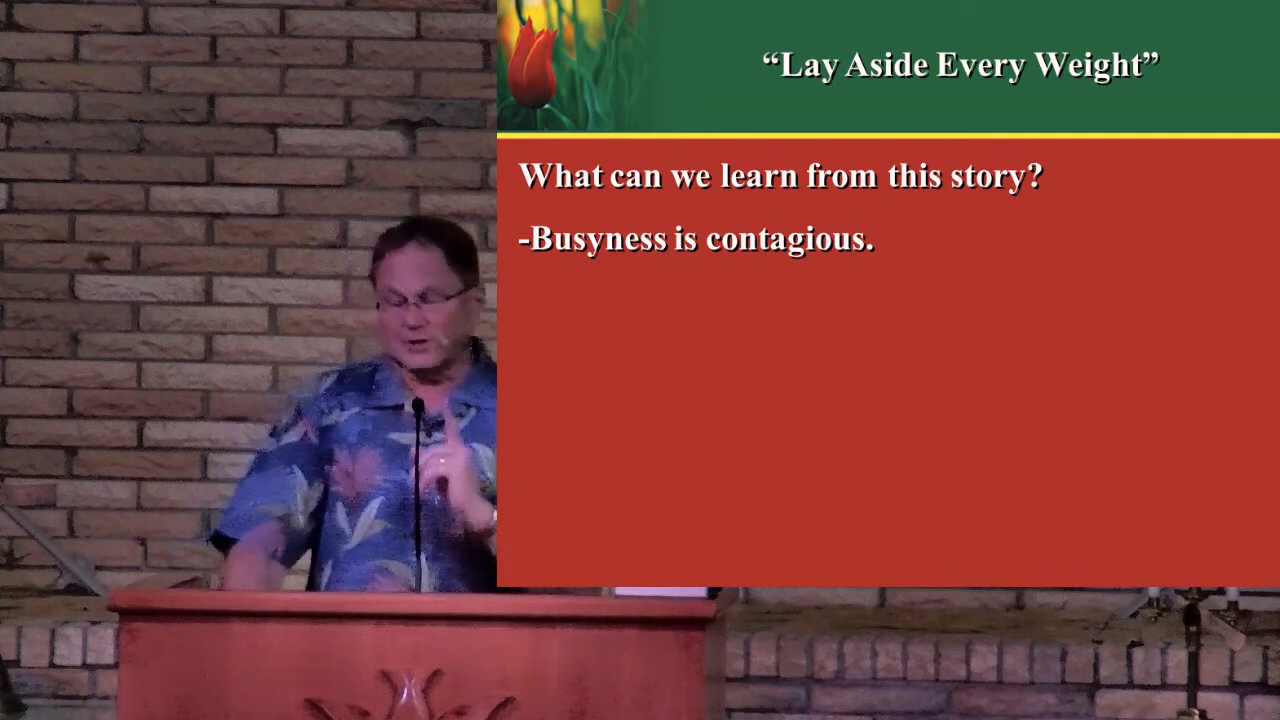 “Lay Aside Every Weight”
What can we learn from this story?
-Busyness is contagious.